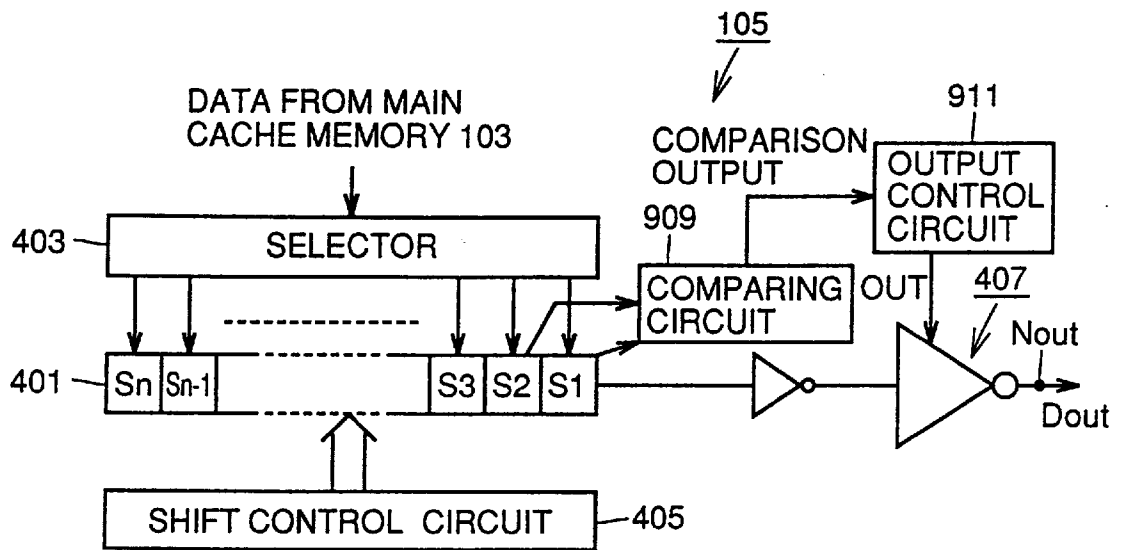 105
DATA FROM MAIN
CACHE MEMORY 103
COMPARISON
OUTPUT
911
OUTPUT
CONTROL
CIRCUIT
403
SELECTOR
909
COMPARING
CIRCUIT
OUT
407
Nout
401
Sn
Sn-1
S3
S2
S1
Dout
SHIFT CONTROL CIRCUIT
405